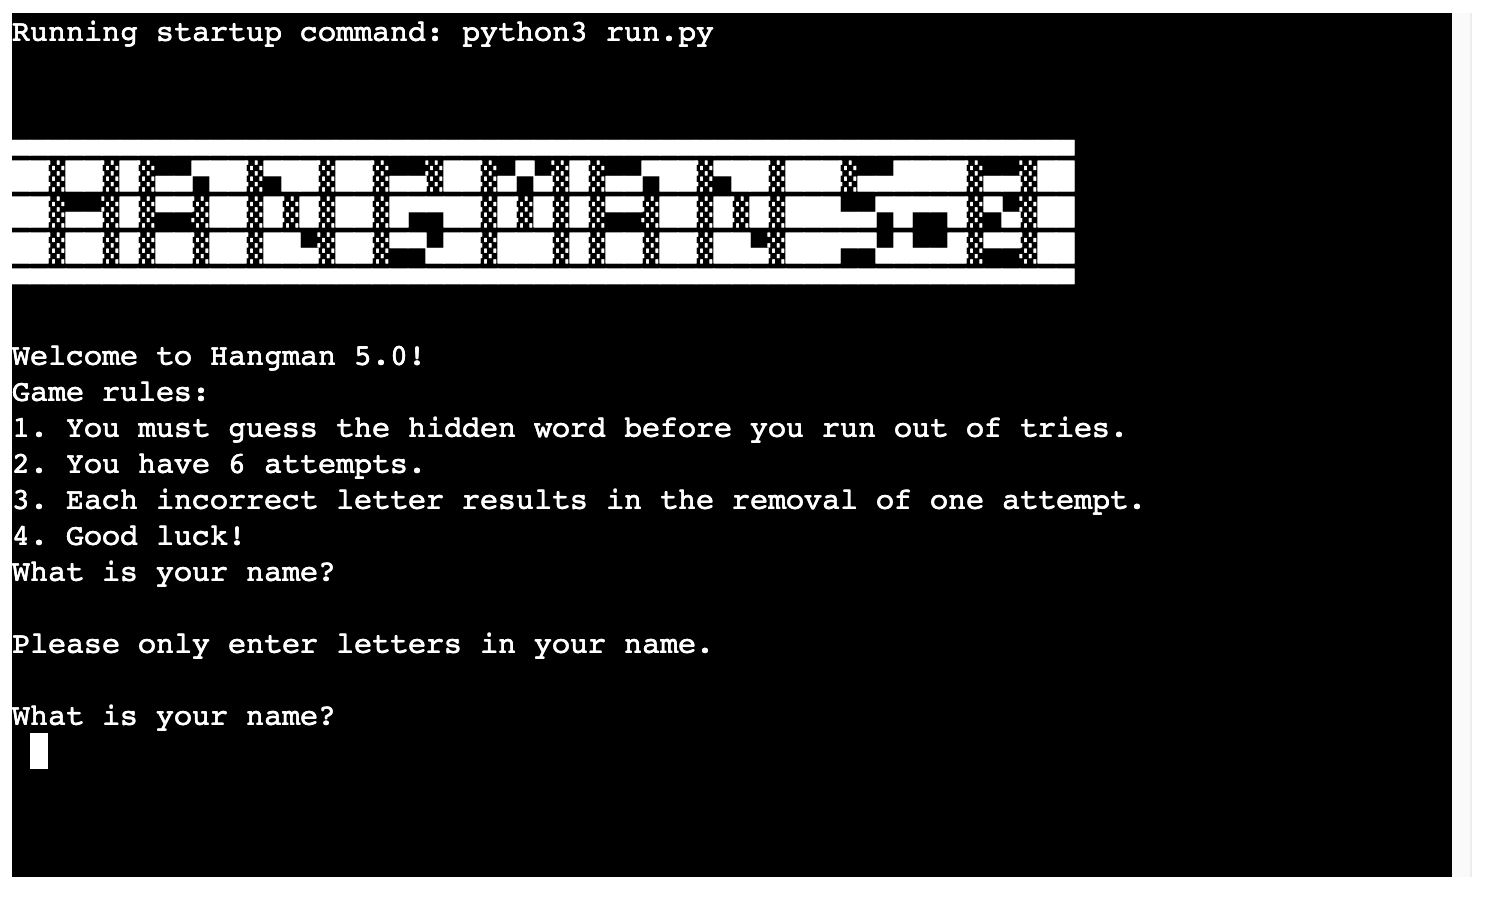 Running startup command: python3 run.py
HANGMAN 5.0
Welcome to Hangman 5.0!
Game rules:
1. You must guess the hidden word before you run out of tries.
2. You have 6 attempts.
3. Each incorrect letter results in the removal of one attempt.
4. Good luck!
What is your name?
Please only enter letters in your name.
What is your name?